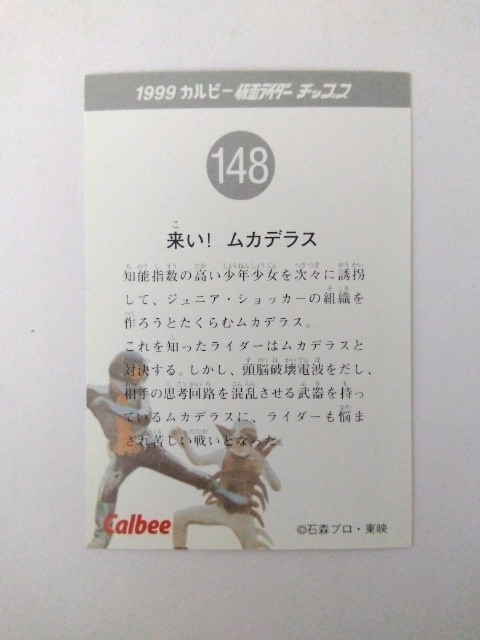 1999 カルビー 仮面ライダー チップス
148
来い! ムカデラス
知能指数の高い少年少女を次々に誘拐
して、ジュニア・ショッカーの組織を
作ろうとたくらむムカデラス。
これを知ったライダーはムカデラスと
対決する。しかし、頭脳破壊電波をだし、
相手の思考回路を混乱させる武器を持っ
ているムカデラスに、ライダーも悩ま
され苦しい戦いとなった。
Calbee
©石森プロ・東映